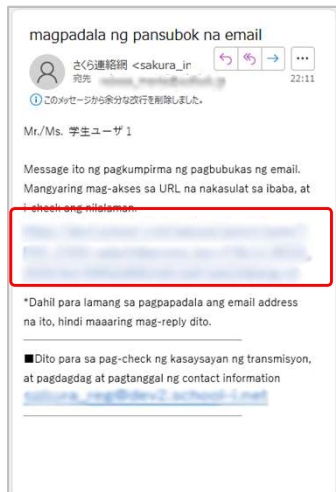 magpadala ng pansubok na email
さくら連絡網 <sakura_in
宛先
22:11
このメッセージから余分な改行を削除しました。
Mr./Ms. 学生ユーザ1
Message ito ng pagkumpirma ng pagbubukas ng email.
Mangyaring mag-akses sa URL na nakasulat sa ibaba, at
i-check ang nilalaman.
*Dahil para lamang sa pagpapadala ang email address
na ito, hindi maaaring mag-reply dito.
■Dito para sa pag-check ng kasaysayan ng transmisyon,
at pagdagdag at pagtanggal ng contact information